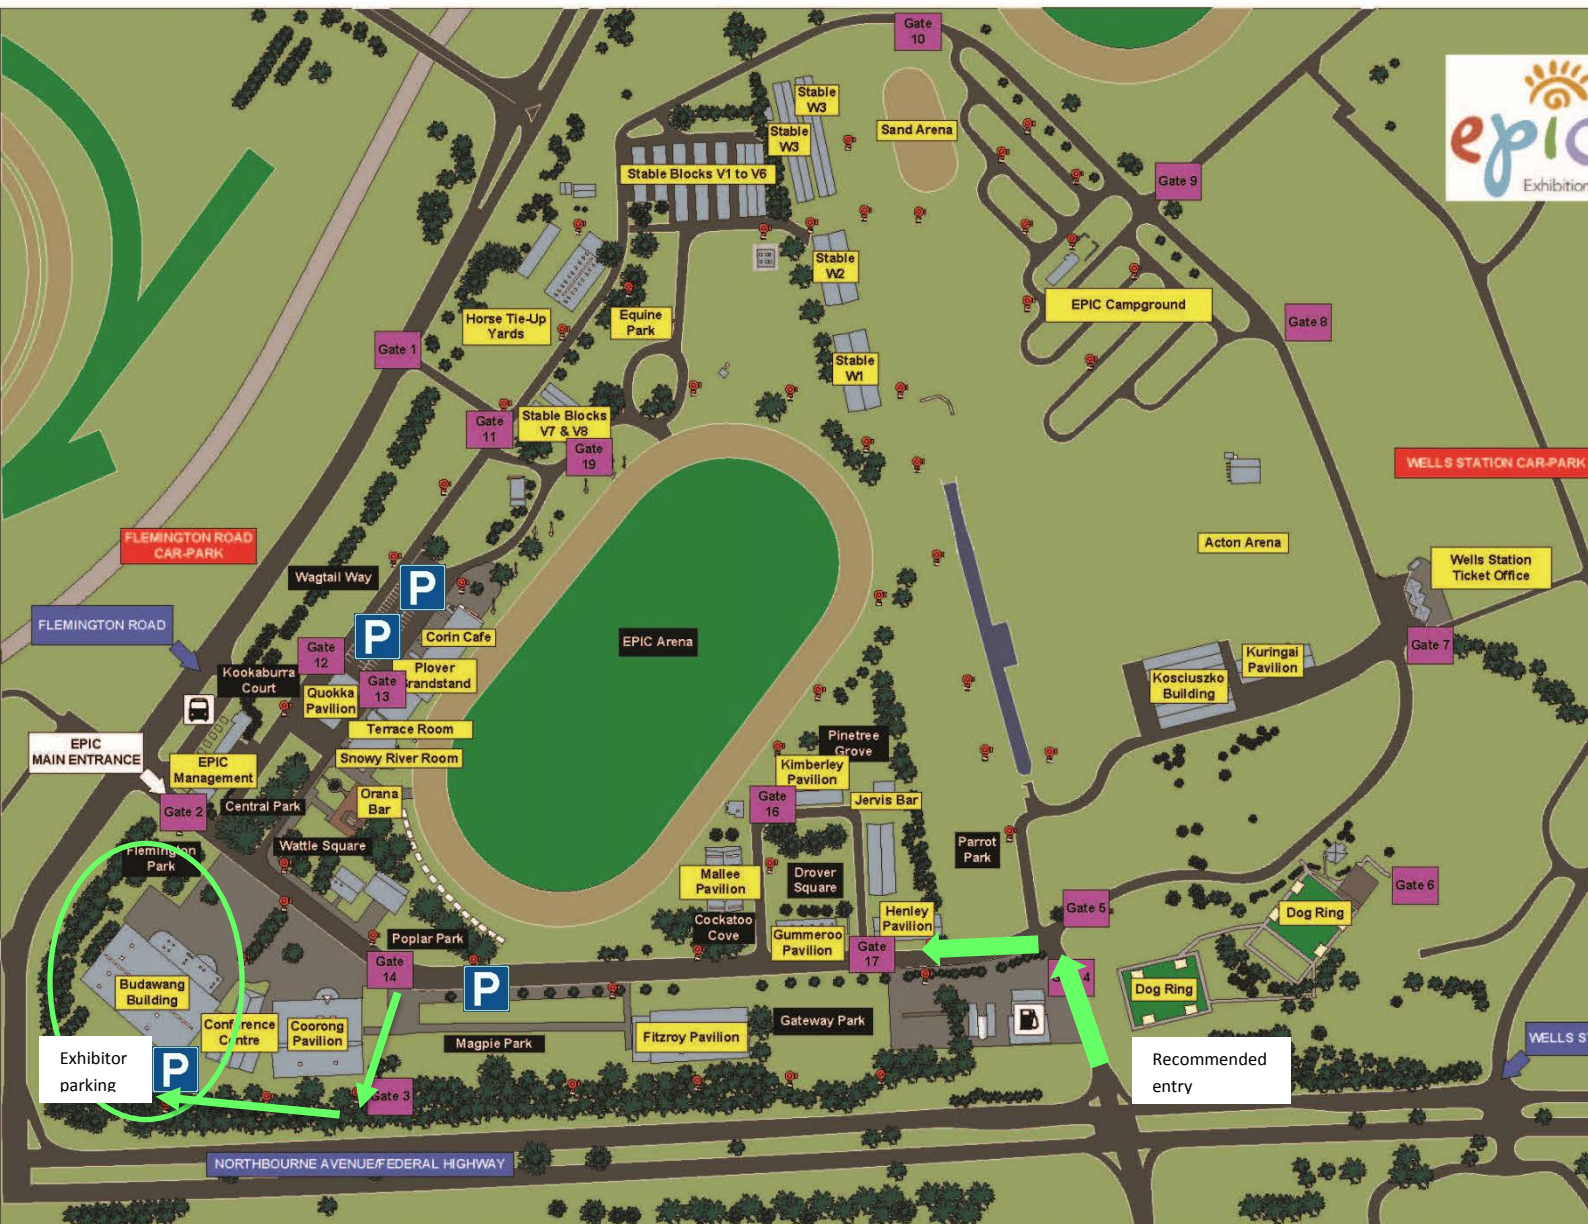 Gate
10
epic
Exhibition
Stable
W3
Stable
W3
Sand Arena
Stable Blocks V1 to V6
Gate 9
Stable
W2
EPIC Campground
Gate 8
Horse Tie-Up
Yards
Equine
Park
Gate 1
Stable
W1
Gate
11
Stable Blocks
V7 & V8
Gate
19
WELLS STATION CAR-PARK
FLEMINGTON ROAD
CAR-PARK
Acton Arena
Wells Station
Ticket Office
Wagtail Way
P
FLEMINGTON ROAD
P
Corin Cafe
EPIC Arena
Gate
12
Gate 7
Kookaburra
Court
Plover
Grandstand
Gate
13
Quokka
Pavilion
Kuringai
Pavilion
Kosciuszko
Building
Terrace Room
Snowy River Room
Pinetree
Grove
EPIC
MAIN ENTRANCE
EPIC
Management
Kimberley
Pavilion
Gate 2
Central Park
Orana
Bar
Gate
16
Jervis Bar
Wattle Square
Parrot
Park
Flemington
Park
Mallee
Pavilion
Drover
Square
Gate 6
Gate 5
Dog Ring
Henley
Pavilion
Cockatoo
Cove
Poplar Park
Gummeroo
Pavilion
Gate
17
Gate
14
P
4
Dog Ring
Budawang
Building
Conference
Centre
Coorong
Pavilion
Magpie Park
Fitzroy Pavilion
Gateway Park
WELLS S
Exhibitor
parking
P
Recommended
entry
Gate 3
NORTHBOURNE AVENUE/FEDERAL HIGHWAY